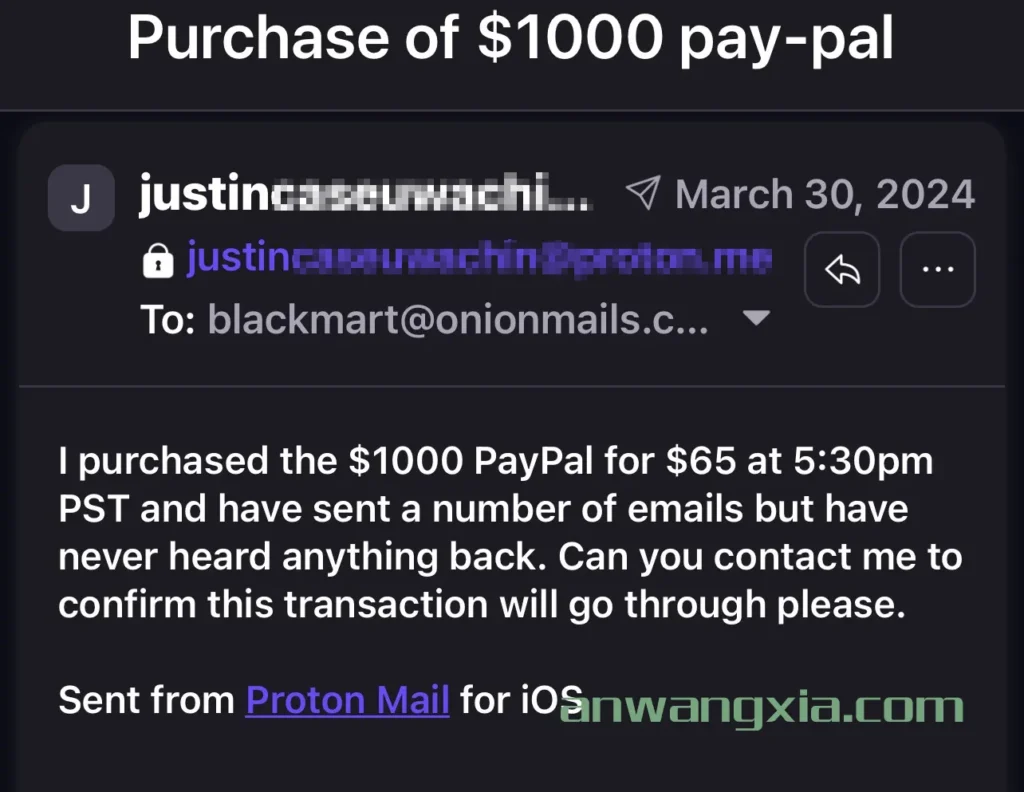 Purchase of $1000 pay-pal
J
justin
March 30, 2024
justin
To: blackmart@onionmails.c...
I purchased the $1000 PayPal for $65 at 5:30pm
PST and have sent a number of emails but have
never heard anything back. Can you contact me to
confirm this transaction will go through please.
Sent from Proton Mail for iOS
anwangxia.com